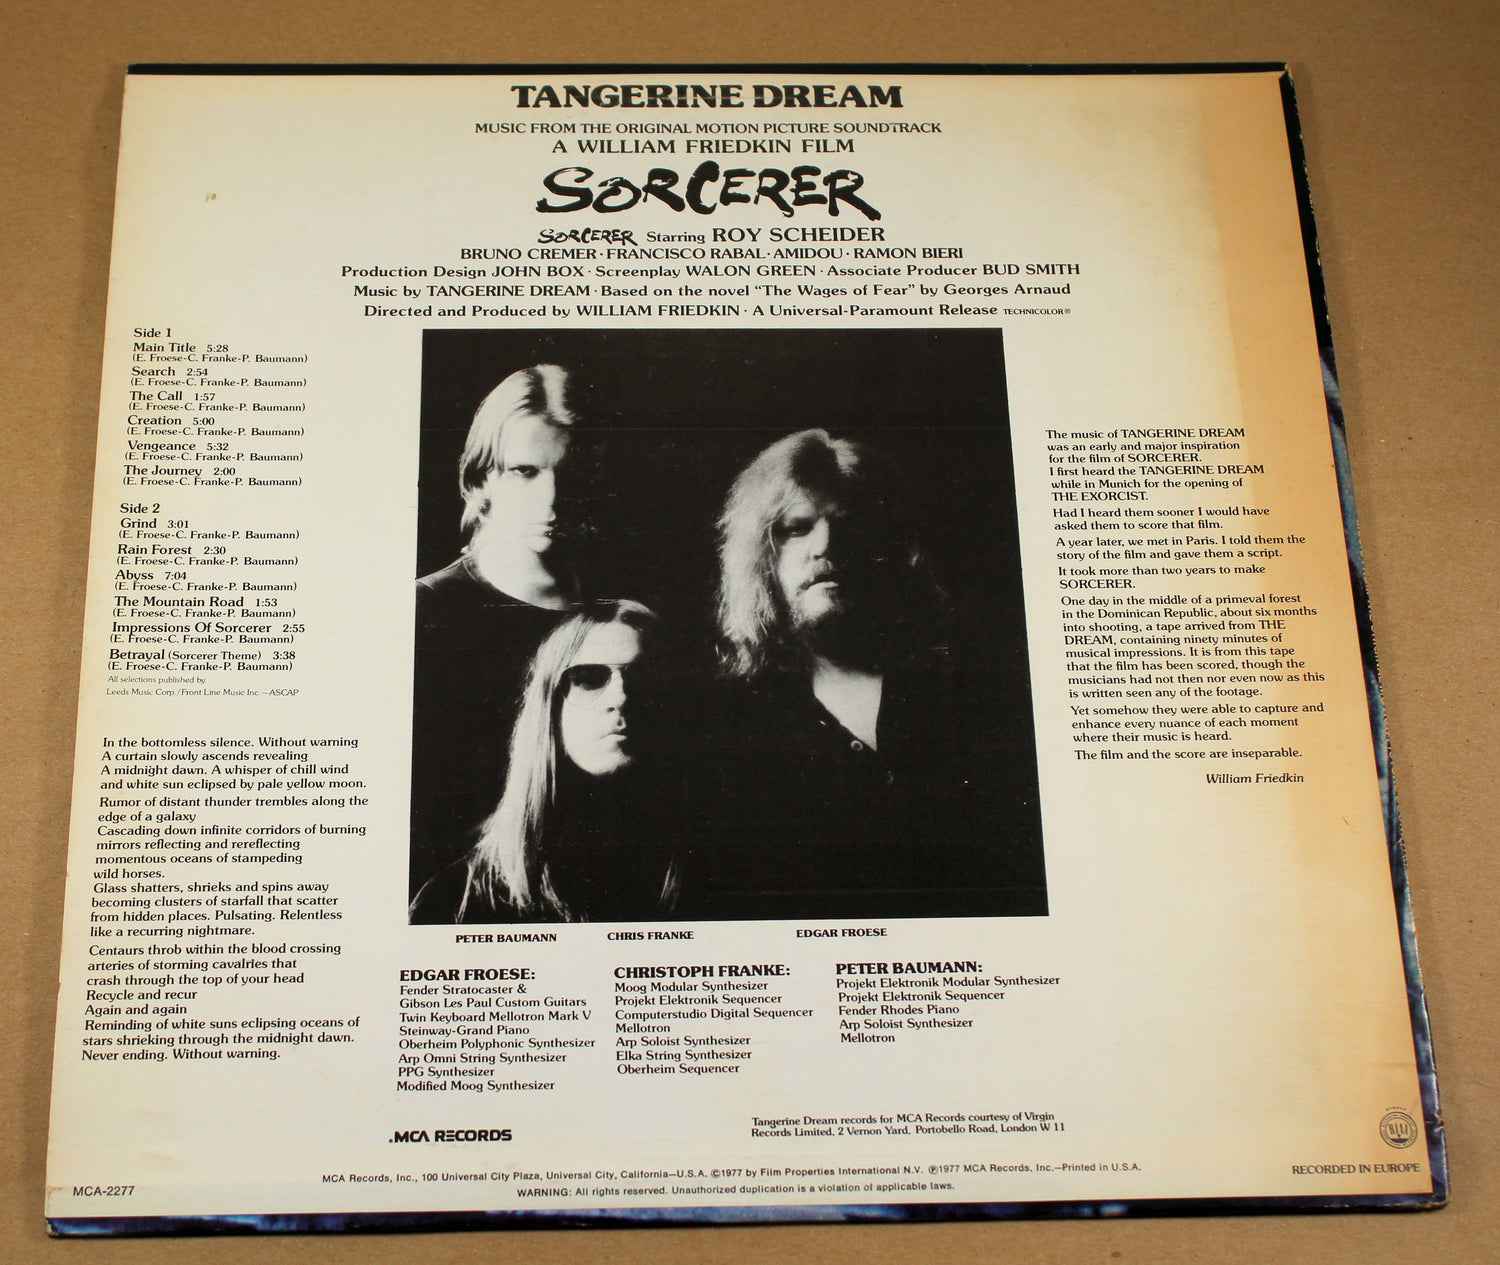 TANGERINE DREAM
MUSIC FROM THE ORIGINAL MOTION PICTURE SOUNDTRACK
A WILLIAM FRIEDKIN FILM
SORCERER
SORCERER Starring ROY SCHEIDER
BRUNO CREMER · FRANCISCO RABAL · AMIDOU · RAMON BIERI
Production Design JOHN BOX · Screenplay WALON GREEN · Associate Producer BUD SMITH
Music by TANGERINE DREAM · Based on the novel “The Wages of Fear” by Georges Arnaud
Directed and Produced by WILLIAM FRIEDKIN · A Universal-Paramount Release TECHNICOLOR®
Side 1
Main Title 5:28
(E. Froese-C. Franke-P. Baumann)
Search 2:54
(E. Froese-C. Franke-P. Baumann)
The Call 1:57
(E. Froese-C. Franke-P. Baumann)
Creation 5:00
(E. Froese-C. Franke-P. Baumann)
Vengeance 5:32
(E. Froese-C. Franke-P. Baumann)
The Journey 2:00
(E. Froese-C. Franke-P. Baumann)
Side 2
Grind 3:01
(E. Froese-C. Franke-P. Baumann)
Rain Forest 2:30
(E. Froese-C. Franke-P. Baumann)
Abyss 7:04
(E. Froese-C. Franke-P. Baumann)
The Mountain Road 1:53
(E. Froese-C. Franke-P. Baumann)
Impressions Of Sorcerer 2:55
(E. Froese-C. Franke-P. Baumann)
Betrayal (Sorcerer Theme) 3:38
(E. Froese-C. Franke-P. Baumann)
All selections published by
Leeds Music Corp./Front Line Music Inc.—ASCAP
In the bottomless silence. Without warning
A curtain slowly ascends revealing
A midnight dawn. A whisper of chill wind
and white sun eclipsed by pale yellow moon.
Rumor of distant thunder trembles along the
edge of a galaxy
Cascading down infinite corridors of burning
mirrors reflecting and rereflecting
momentous oceans of stampeding
wild horses.
Glass shatters, shrieks and spins away
becoming clusters of starfall that scatter
from hidden places. Pulsating. Relentless
like a recurring nightmare.
Centaurs throb within the blood crossing
arteries of storming cavalries that
crash through the top of your head
Recycle and recur
Again and again
Reminding of white suns eclipsing oceans of
stars shrieking through the midnight dawn.
Never ending. Without warning.
The music of TANGERINE DREAM
was an early and major inspiration
for the film of SORCERER.
I first heard the TANGERINE DREAM
while in Munich for the opening of
THE EXORCIST.
Had I heard them sooner I would have
asked them to score that film.
A year later, we met in Paris. I told them the
story of the film and gave them a script.
It took more than two years to make
SORCERER.
One day in the middle of a primeval forest
in the Dominican Republic, about six months
into shooting, a tape arrived from THE
DREAM, containing ninety minutes of
musical impressions. It is from this tape
that the film has been scored, though the
musicians had not then nor even now as this
is written seen any of the footage.
Yet somehow they were able to capture and
enhance every nuance of each moment
where their music is heard.
The film and the score are inseparable.
William Friedkin
PETER BAUMANN CHRIS FRANKE EDGAR FROESE
EDGAR FROESE:
Fender Stratocaster &
Gibson Les Paul Custom Guitars
Twin Keyboard Mellotron Mark V
Steinway-Grand Piano
Oberheim Polyphonic Synthesizer
Arp Omni String Synthesizer
PPG Synthesizer
Modified Moog Synthesizer
CHRISTOPH FRANKE:
Moog Modular Synthesizer
Projekt Elektronik Sequencer
Computerstudio Digital Sequencer
Mellotron
Arp Soloist Synthesizer
Elka String Synthesizer
Oberheim Sequencer
PETER BAUMANN:
Projekt Elektronik Modular Synthesizer
Projekt Elektronik Sequencer
Fender Rhodes Piano
Arp Soloist Synthesizer
Mellotron
MCA RECORDS
Tangerine Dream records for MCA Records courtesy of Virgin
Records Limited, 2 Vernon Yard, Portobello Road, London W 11
MCA Records, Inc., 100 Universal City Plaza, Universal City, California—U.S.A. ©1977 by Film Properties International N.V. ℗1977 MCA Records, Inc.—Printed in U.S.A.
WARNING: All rights reserved. Unauthorized duplication is a violation of applicable laws.
MCA-2277
RECORDED IN EUROPE